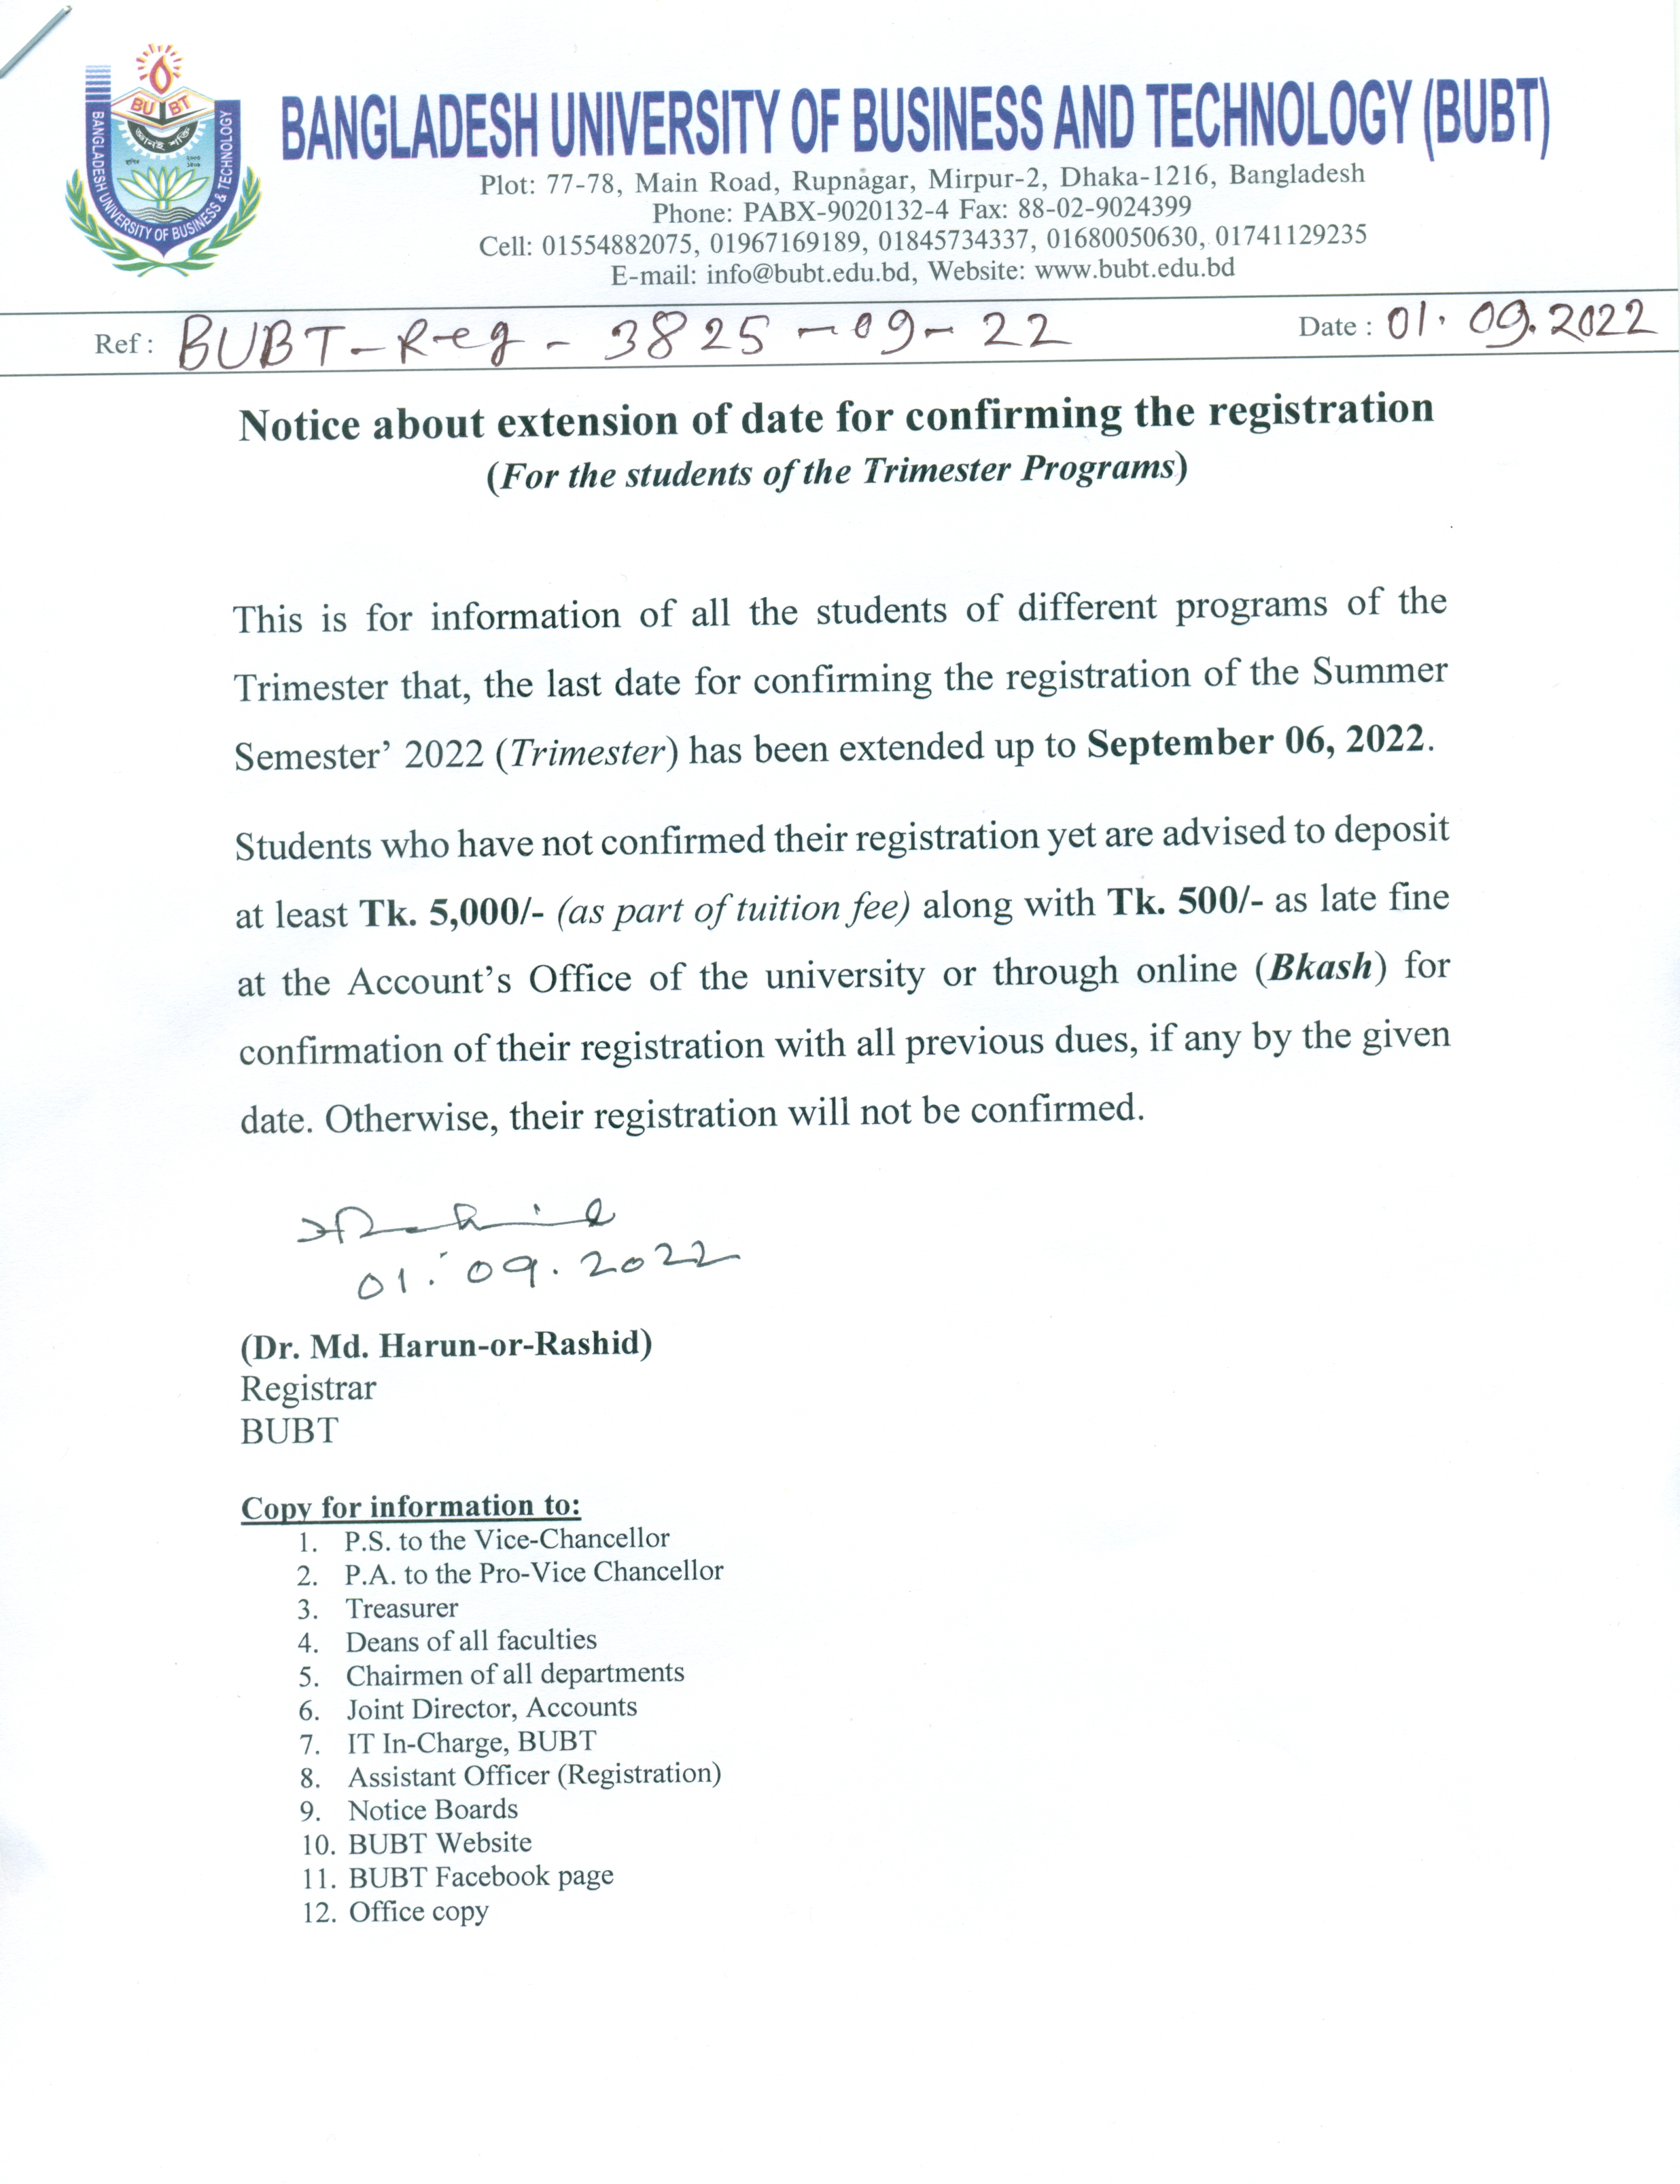 BU BT
জ্ঞানই শক্তি
স্থাপিত ২০০৩
BANGLADESH UNIVERSITY OF BUSINESS & TECHNOLOGY
BANGLADESH UNIVERSITY OF BUSINESS AND TECHNOLOGY (BUBT)
Plot: 77-78, Main Road, Rupnagar, Mirpur-2, Dhaka-1216, Bangladesh
Phone: PABX-9020132-4 Fax: 88-02-9024399
Cell: 01554882075, 01967169189, 01845734337, 01680050630, 01741129235
E-mail: info@bubt.edu.bd, Website: www.bubt.edu.bd
Ref : BUBT-Reg-3825-09-22 Date : 01.09.2022
Notice about extension of date for confirming the registration
(For the students of the Trimester Programs)
This is for information of all the students of different programs of the
Trimester that, the last date for confirming the registration of the Summer
Semester’ 2022 (Trimester) has been extended up to September 06, 2022.
Students who have not confirmed their registration yet are advised to deposit
at least Tk. 5,000/- (as part of tuition fee) along with Tk. 500/- as late fine
at the Account’s Office of the university or through online (Bkash) for
confirmation of their registration with all previous dues, if any by the given
date. Otherwise, their registration will not be confirmed.
01.09.2022
(Dr. Md. Harun-or-Rashid)
Registrar
BUBT
Copy for information to:
1. P.S. to the Vice-Chancellor
2. P.A. to the Pro-Vice Chancellor
3. Treasurer
4. Deans of all faculties
5. Chairmen of all departments
6. Joint Director, Accounts
7. IT In-Charge, BUBT
8. Assistant Officer (Registration)
9. Notice Boards
10. BUBT Website
11. BUBT Facebook page
12. Office copy